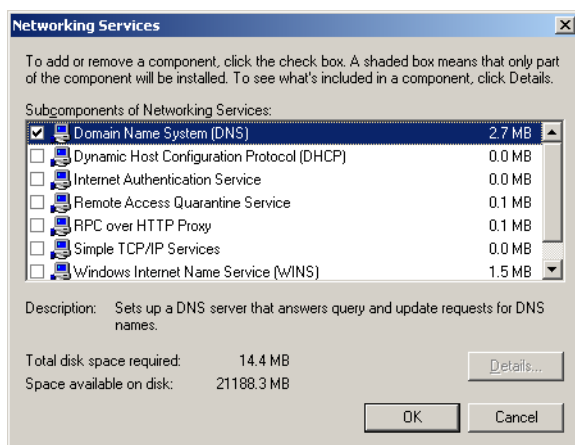 Networking Services
To add or remove a component, click the check box. A shaded box means that only part
of the component will be installed. To see what's included in a component, click Details.
Subcomponents of Networking Services:
Domain Name System (DNS) 2.7 MB
Dynamic Host Configuration Protocol (DHCP) 0.0 MB
Internet Authentication Service 0.0 MB
Remote Access Quarantine Service 0.1 MB
RPC over HTTP Proxy 0.1 MB
Simple TCP/IP Services 0.0 MB
Windows Internet Name Service (WINS) 1.5 MB
Description: Sets up a DNS server that answers query and update requests for DNS
names.
Total disk space required: 14.4 MB
Details...
Space available on disk: 21188.3 MB
OK Cancel